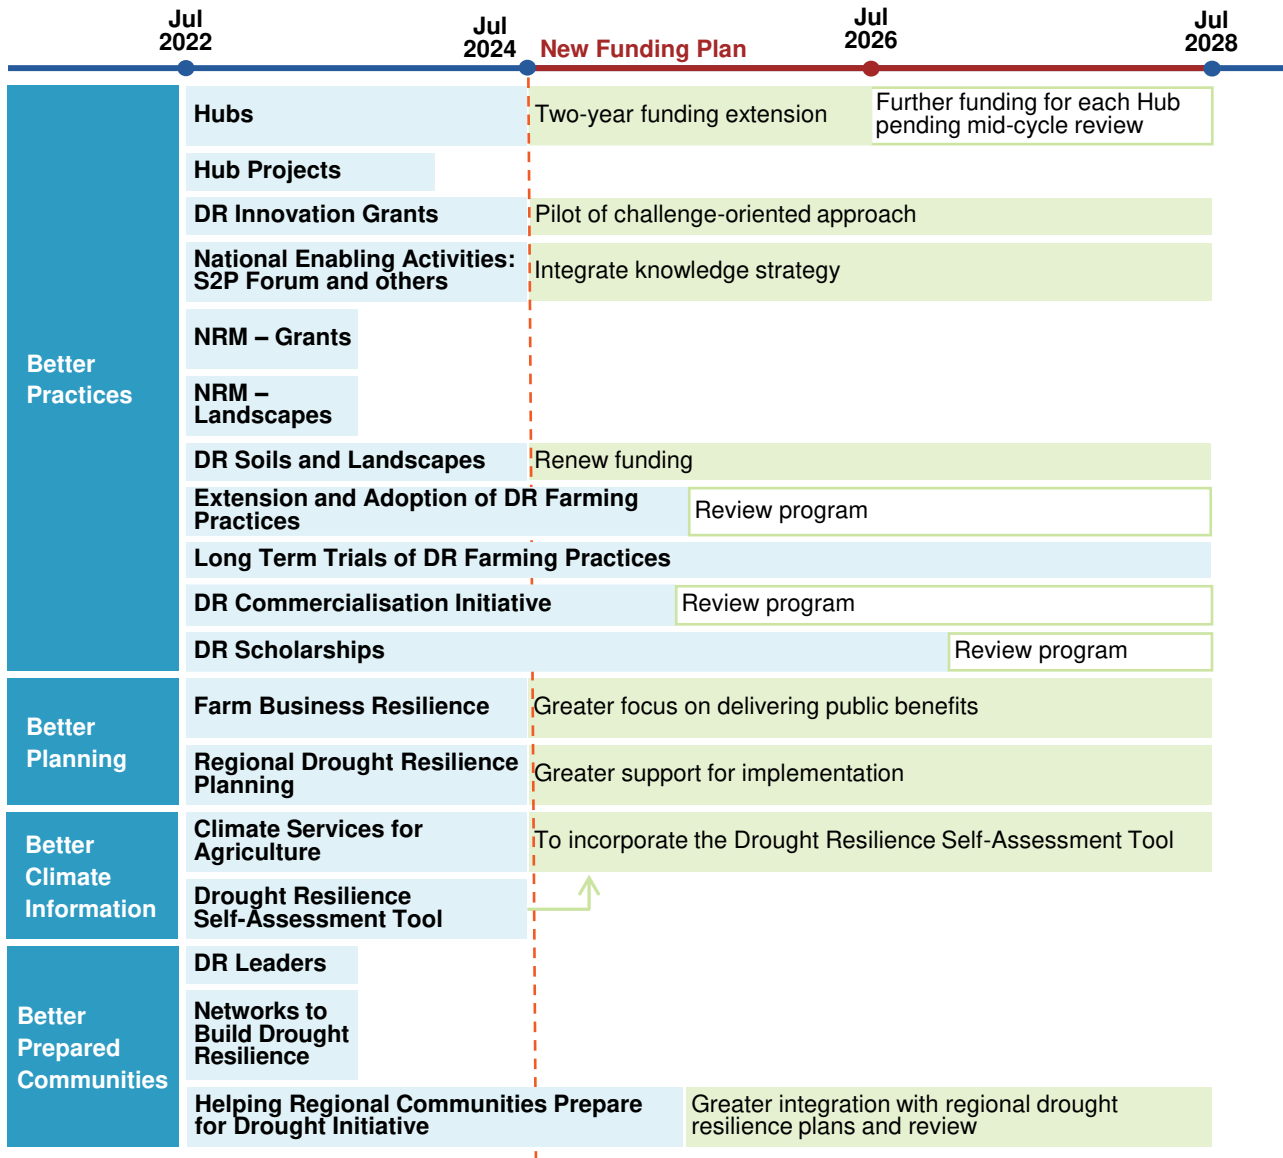 Jul
2022
Jul
2024
New Funding Plan
Jul
2026
Jul
2028
Better
Practices
Hubs
Two-year funding extension
Further funding for each Hub
pending mid-cycle review
Hub Projects
DR Innovation Grants
Pilot of challenge-oriented approach
National Enabling Activities:
S2P Forum and others
Integrate knowledge strategy
NRM – Grants
NRM –
Landscapes
DR Soils and Landscapes
Renew funding
Extension and Adoption of DR Farming
Practices
Review program
Long Term Trials of DR Farming Practices
DR Commercialisation Initiative
Review program
DR Scholarships
Review program
Better
Planning
Farm Business Resilience
Greater focus on delivering public benefits
Regional Drought Resilience
Planning
Greater support for implementation
Better
Climate
Information
Climate Services for
Agriculture
To incorporate the Drought Resilience Self-Assessment Tool
Drought Resilience
Self-Assessment Tool
Better
Prepared
Communities
DR Leaders
Networks to
Build Drought
Resilience
Helping Regional Communities Prepare
for Drought Initiative
Greater integration with regional drought
resilience plans and review